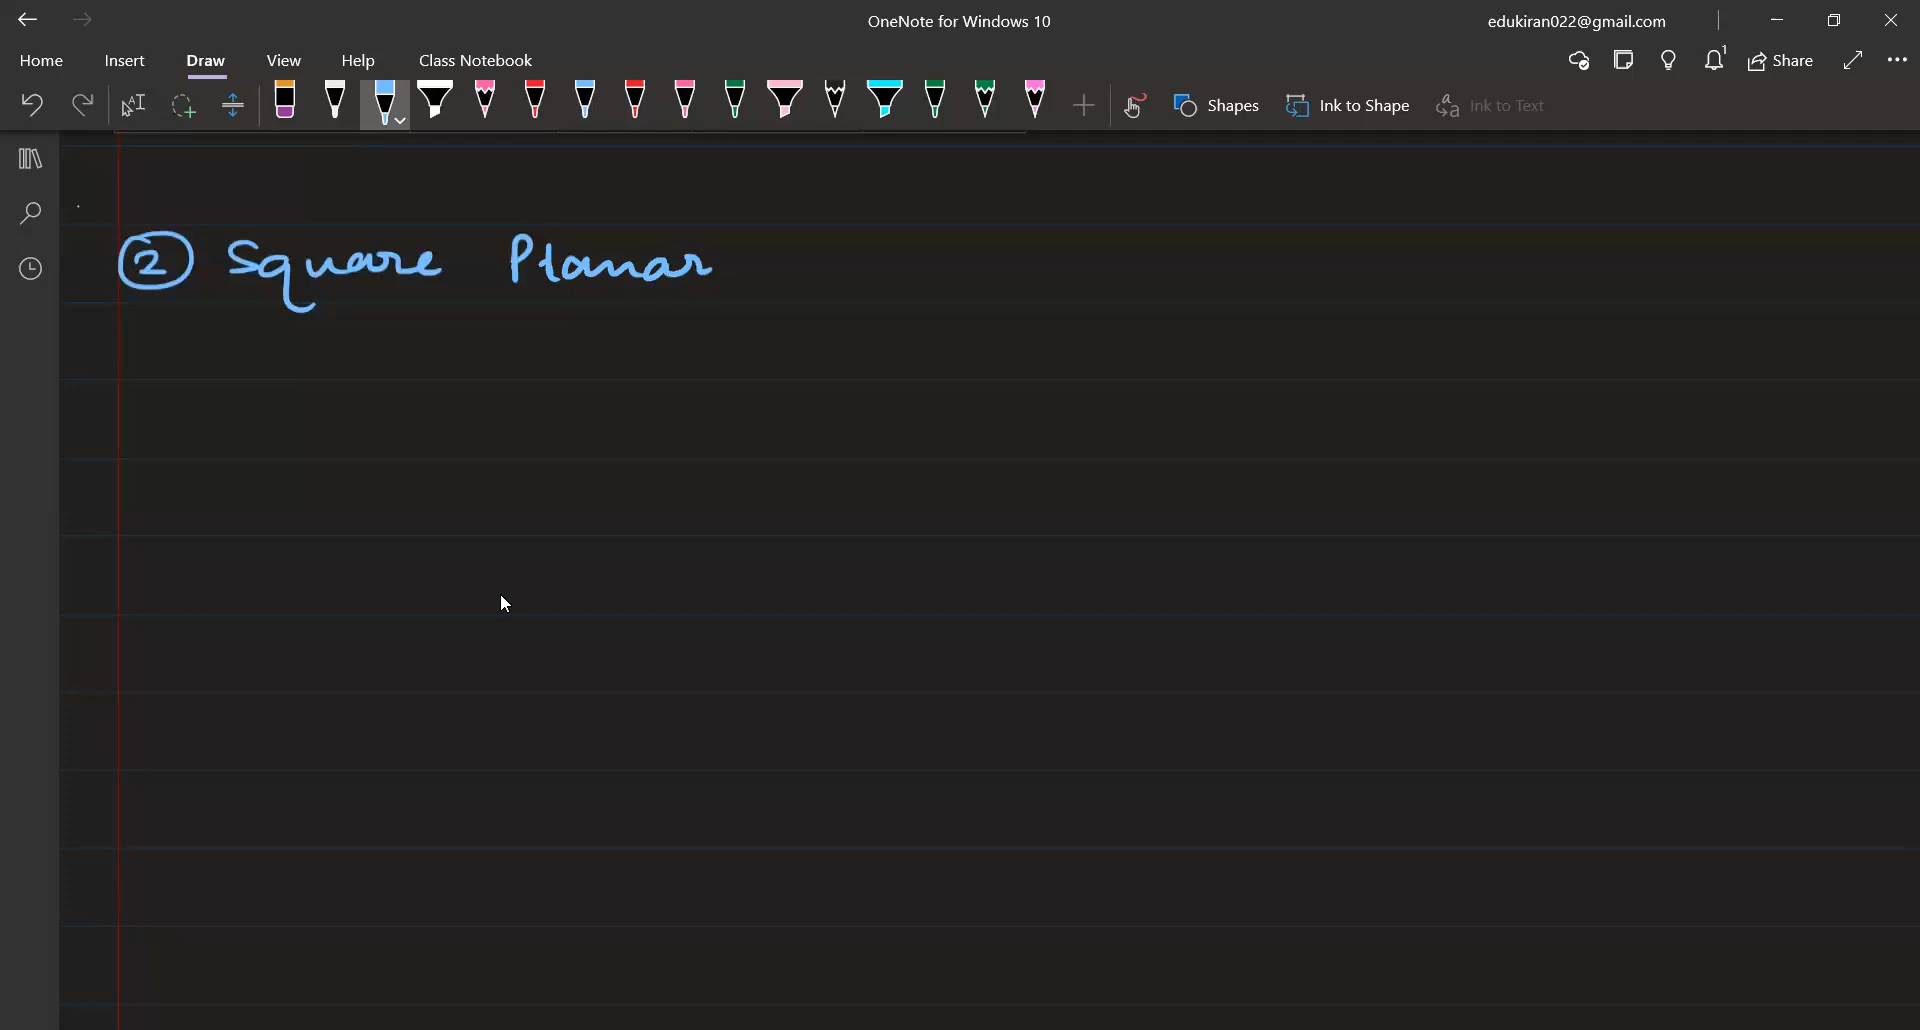 OneNote for Windows 10
edukiran022@gmail.com
Home Insert Draw View Help Class Notebook
1
Share
Shapes Ink to Shape Ink to Text
② Square Planar